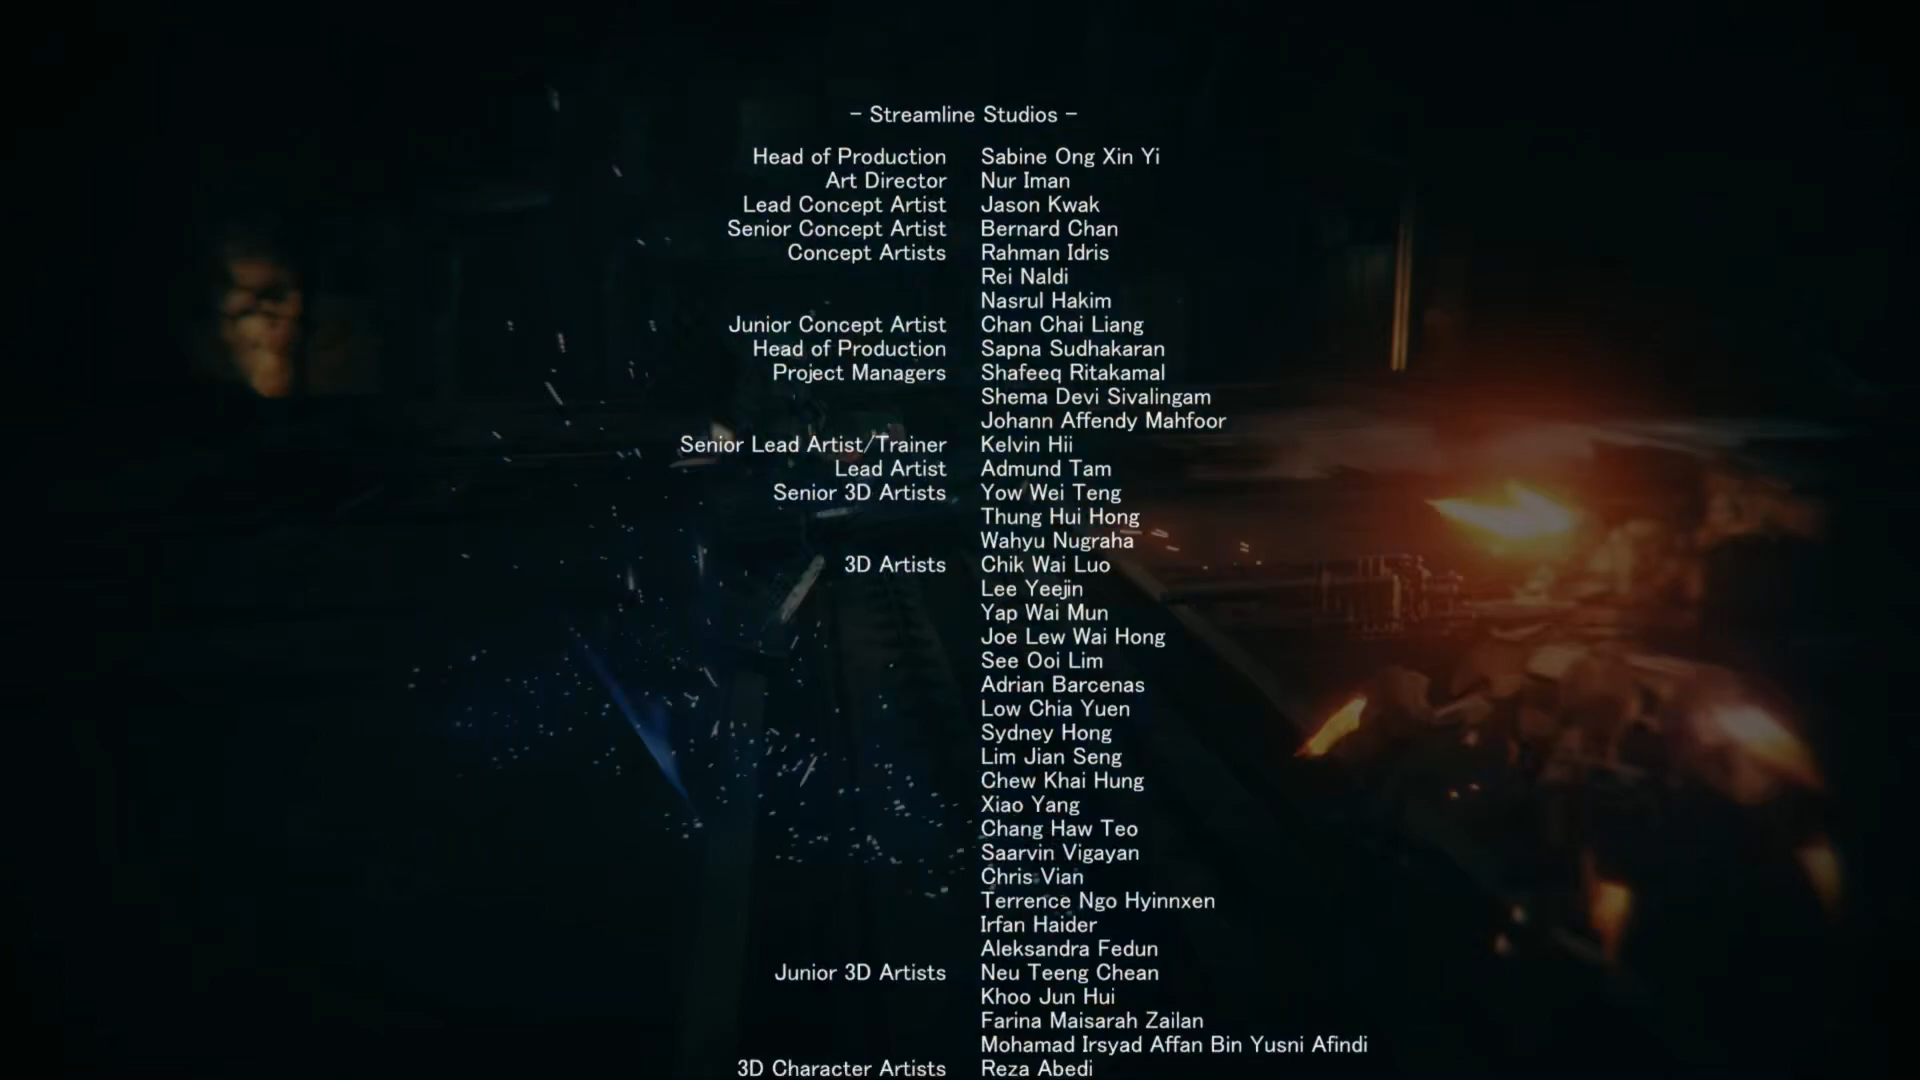 - Streamline Studios -
Head of Production Sabine Ong Xin Yi
Art Director Nur Iman
Lead Concept Artist Jason Kwak
Senior Concept Artist Bernard Chan
Concept Artists Rahman Idris
Rei Naldi
Nasrul Hakim
Junior Concept Artist Chan Chai Liang
Head of Production Sapna Sudhakaran
Project Managers Shafeeq Ritakamal
Shema Devi Sivalingam
Johann Affendy Mahfoor
Senior Lead Artist/Trainer Kelvin Hii
Lead Artist Admund Tam
Senior 3D Artists Yow Wei Teng
Thung Hui Hong
Wahyu Nugraha
3D Artists Chik Wai Luo
Lee Yeejin
Yap Wai Mun
Joe Lew Wai Hong
See Ooi Lim
Adrian Barcenas
Low Chia Yuen
Sydney Hong
Lim Jian Seng
Chew Khai Hung
Xiao Yang
Chang Haw Teo
Saarvin Vigayan
Chris Vian
Terrence Ngo Hyinnxen
Irfan Haider
Aleksandra Fedun
Junior 3D Artists Neu Teeng Chean
Khoo Jun Hui
Farina Maisarah Zailan
Mohamad Irsyad Affan Bin Yusni Afindi
3D Character Artists Reza Abedi